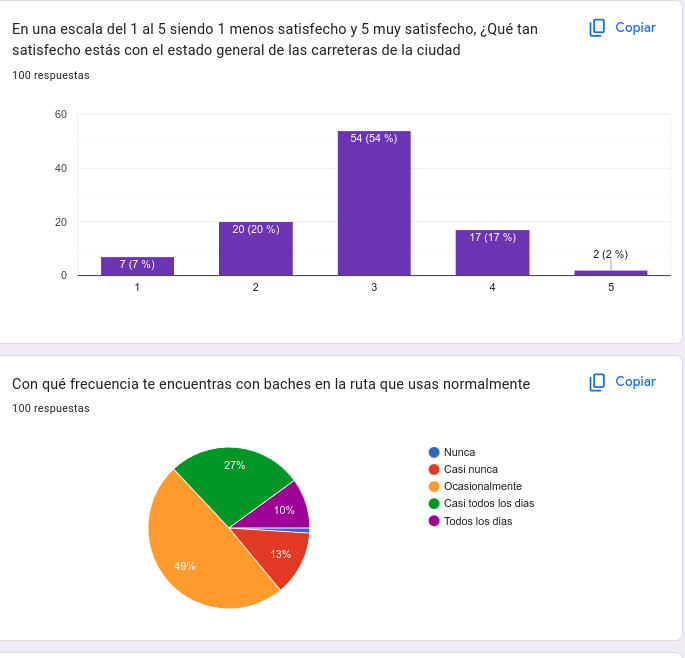 En una escala del 1 al 5 siendo 1 menos satisfecho y 5 muy satisfecho, ¿Qué tan
satisfecho estás con el estado general de las carreteras de la ciudad
Copiar
100 respuestas
60
40
20
0
7 (7 %)
20 (20 %)
54 (54 %)
17 (17 %)
2 (2 %)
1
2
3
4
5
Con qué frecuencia te encuentras con baches en la ruta que usas normalmente
Copiar
100 respuestas
27%
10%
13%
49%
Nunca
Casi nunca
Ocasionalmente
Casi todos los dias
Todos los dias